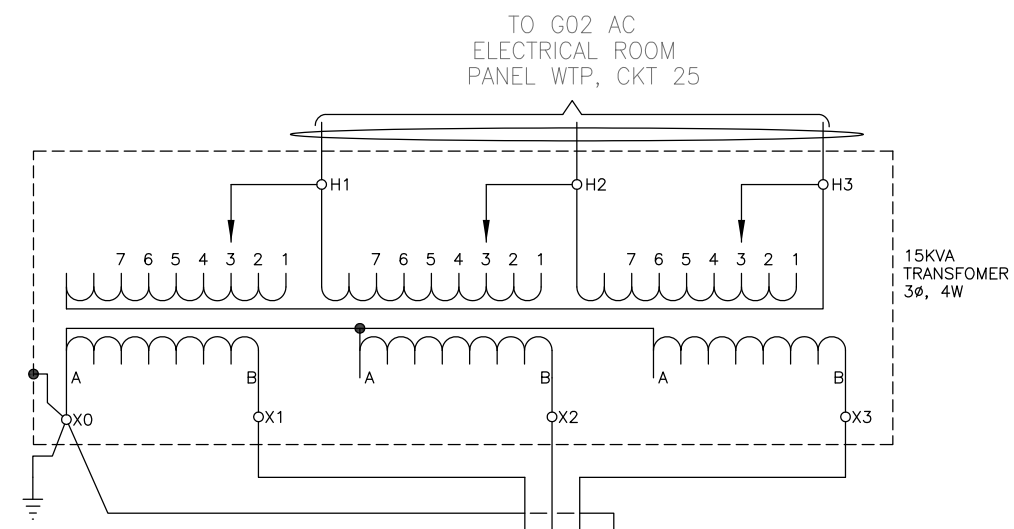 TO G02 AC
ELECTRICAL ROOM
PANEL WTP, CKT 25
H1 H2 H3
7 6 5 4 3 2 1 7 6 5 4 3 2 1 7 6 5 4 3 2 1
15KVA
TRANSFOMER
3ø, 4W
A B A B A B
X0 X1 X2 X3